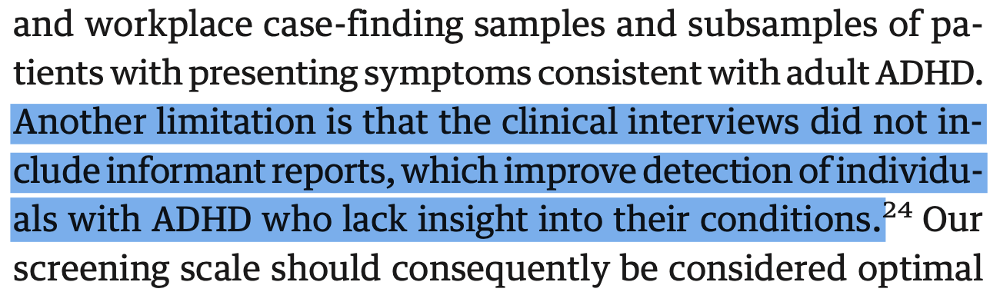 and workplace case-finding samples and subsamples of pa-
tients with presenting symptoms consistent with adult ADHD.
Another limitation is that the clinical interviews did not in-
clude informant reports, which improve detection of individu-
als with ADHD who lack insight into their conditions.²⁴ Our
screening scale should consequently be considered optimal